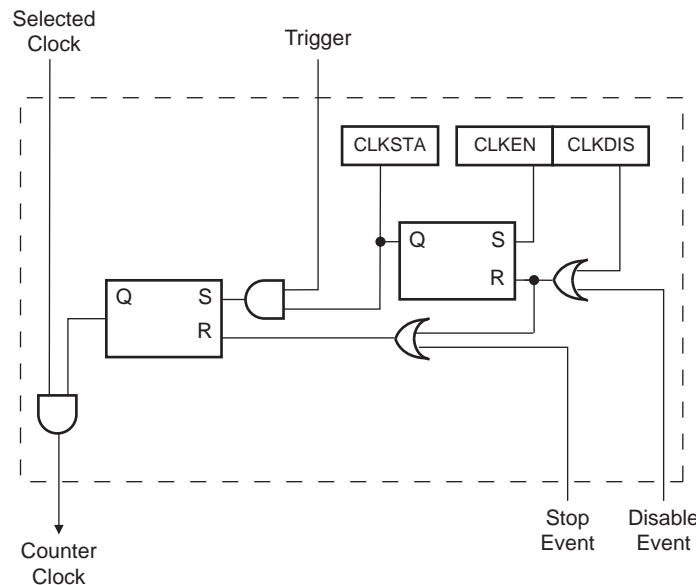 Selected
Clock
Trigger
CLKSTA
CLKEN
CLKDIS
Q
S
R
Q
S
R
Stop
Event
Disable
Event
Counter
Clock